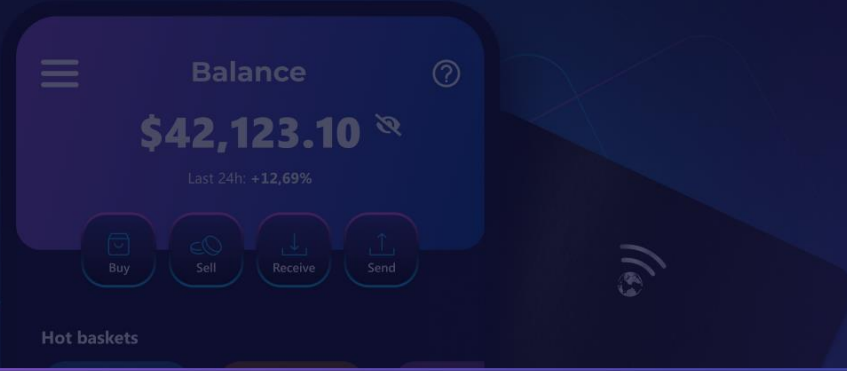 Balance
$42,123.10
Last 24h: +12,69%
Buy
Sell
Receive
Send
Hot baskets